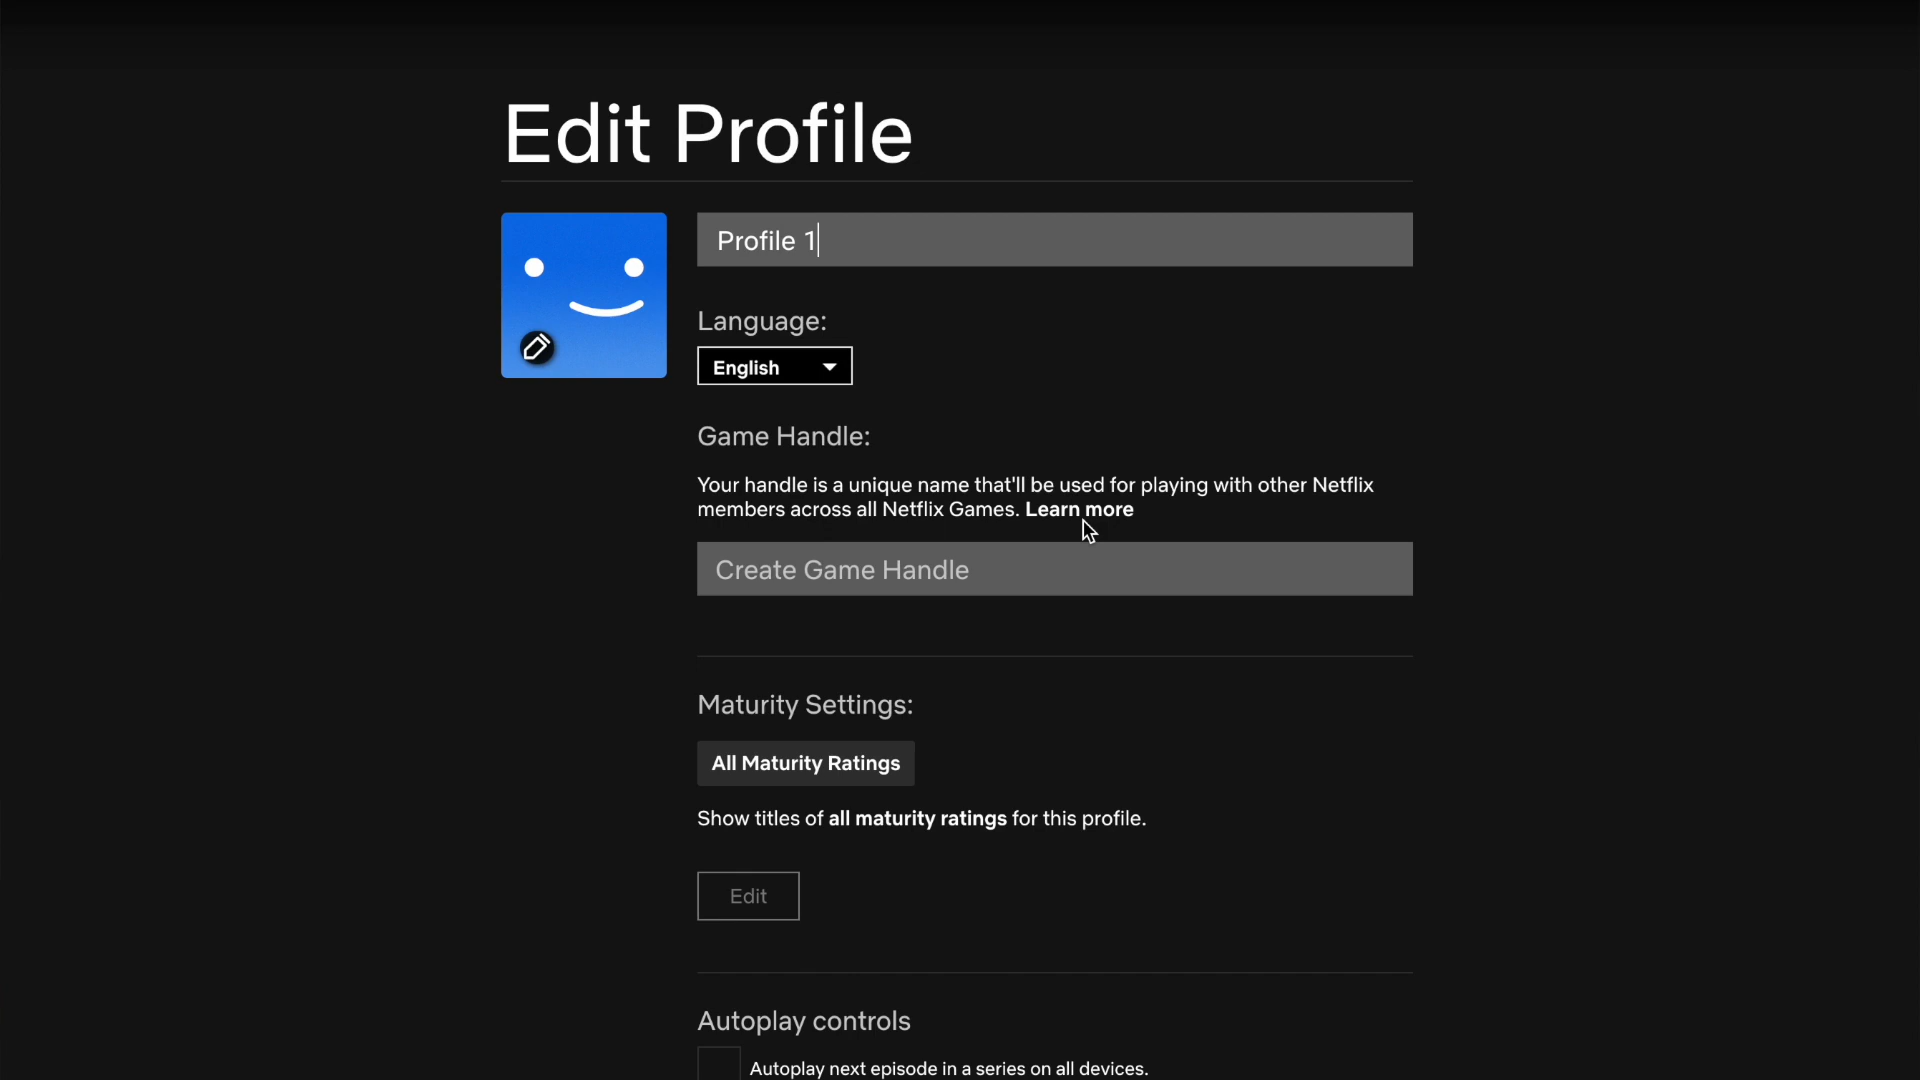 Edit Profile
Profile 1
Language:
English
Game Handle:
Your handle is a unique name that'll be used for playing with other Netflix
members across all Netflix Games. Learn more
Create Game Handle
Maturity Settings:
All Maturity Ratings
Show titles of all maturity ratings for this profile.
Edit
Autoplay controls
Autoplay next episode in a series on all devices.